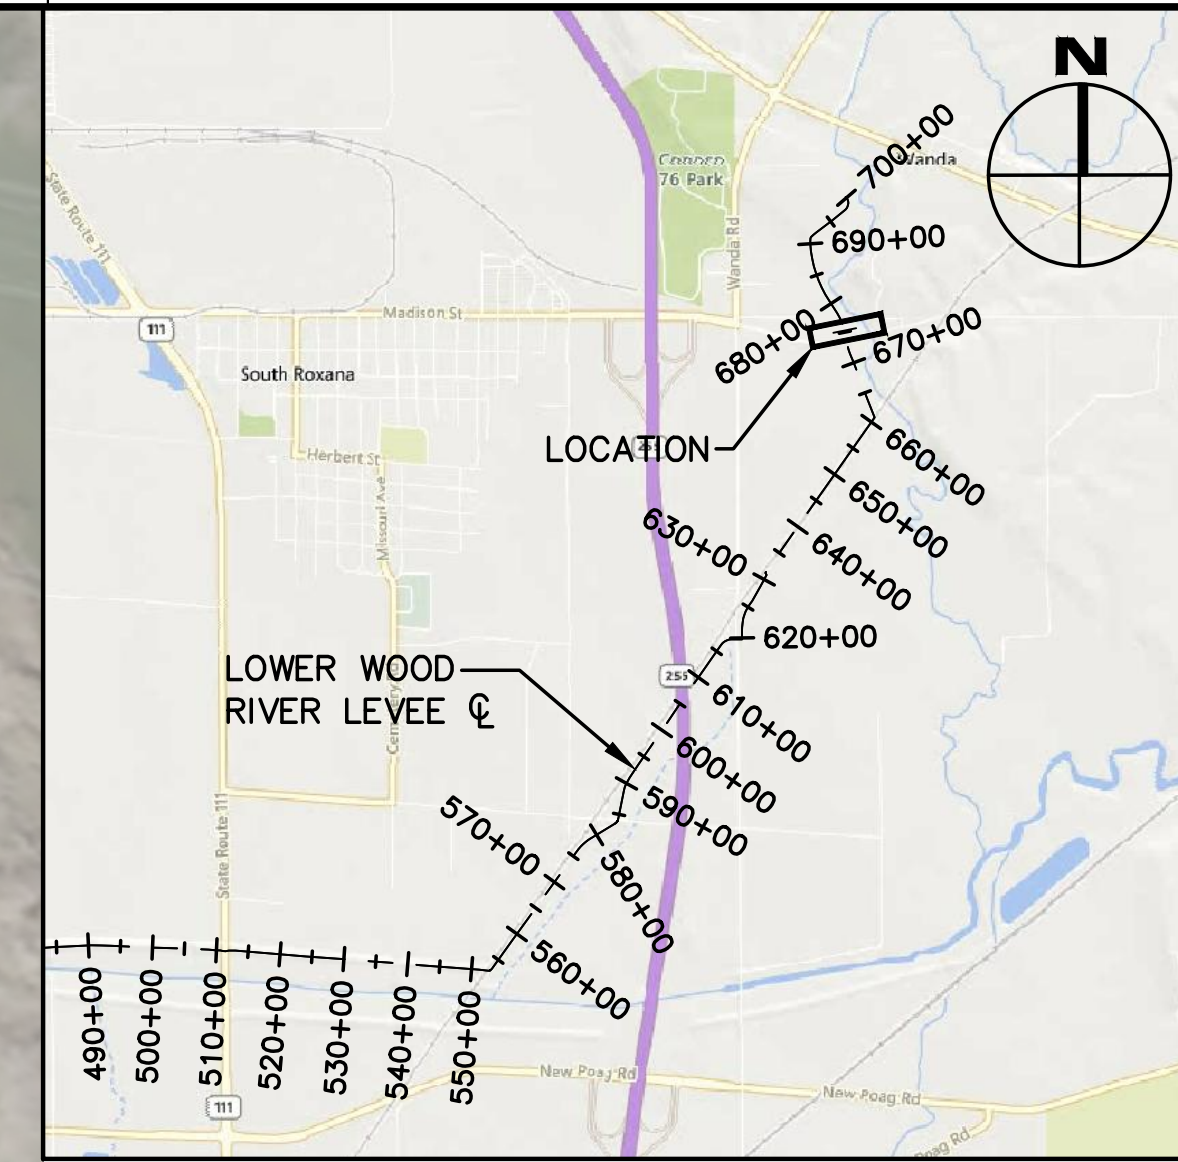 N
700+00
Wanda
76 Park
690+00
State Route 111
Wanda Rd
111
Madison St
680+00
670+00
South Roxana
LOCATION
Herbert St
660+00
Missouri Ave
650+00
630+00
640+00
620+00
LOWER WOOD
RIVER LEVEE ℄
255
610+00
600+00
590+00
570+00
580+00
State Route 111
560+00
490+00
500+00
510+00
520+00
530+00
540+00
550+00
New Poag Rd
New Poag Rd
111
Poag Rd